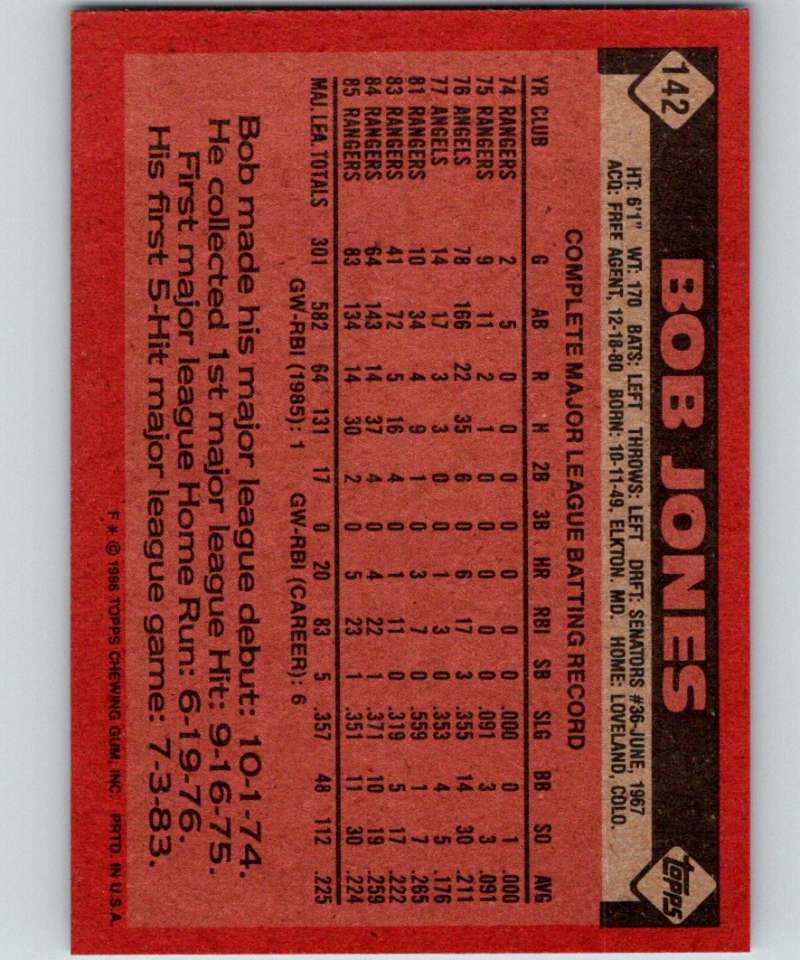 142
BOB JONES
topps
HT: 6'1" WT: 170 BATS: LEFT THROWS: LEFT DRFT: SENATORS #36-JUNE, 1967
ACQ: FREE AGENT, 12-18-80 BORN: 10-11-49, ELKTON, MD. HOME: LOVELAND, COLO.
COMPLETE MAJOR LEAGUE BATTING RECORD
YR CLUB G AB R H 2B 3B HR RBI SB SLG BB SO AVG
74 RANGERS 2 5 0 0 0 0 0 0 0 .000 0 1 .000
75 RANGERS 9 11 2 1 0 0 0 0 0 .091 3 3 .091
76 ANGELS 78 166 22 35 6 0 6 17 3 .355 14 30 .211
77 ANGELS 14 17 3 3 0 0 1 3 0 .353 4 5 .176
81 RANGERS 10 34 4 9 1 0 3 7 0 .559 1 7 .265
83 RANGERS 41 72 5 16 4 0 1 11 0 .319 5 17 .222
84 RANGERS 64 143 14 37 4 0 4 22 1 .371 10 19 .259
85 RANGERS 83 134 14 30 2 0 5 23 1 .351 11 30 .224
MAJ. LEA. TOTALS 301 582 64 131 17 0 20 83 5 .357 48 112 .225
GW-RBI (1985): 1 GW-RBI (CAREER): 6
Bob made his major league debut: 10-1-74.
He collected 1st major league Hit: 9-16-75.
First major league Home Run: 6-19-76.
His first 5-Hit major league game: 7-3-83.
F * © 1986 TOPPS CHEWING GUM, INC. PRTD. IN U.S.A.